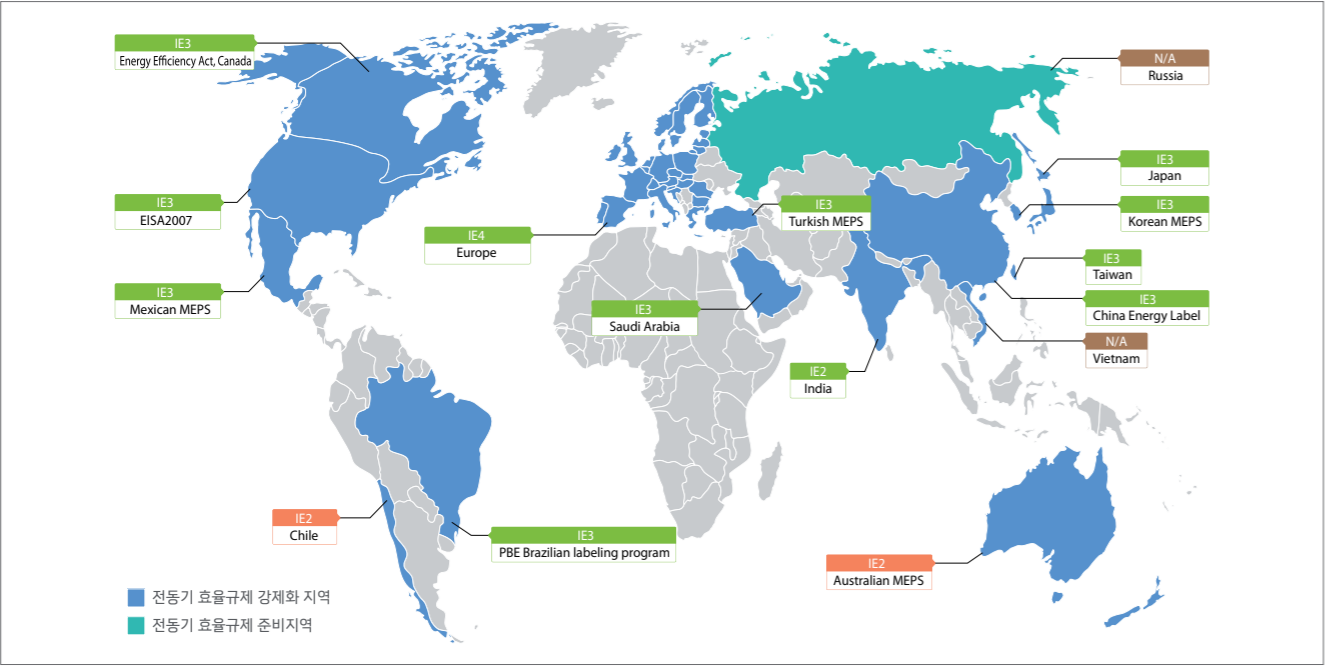 IE3
Energy Efficiency Act, Canada
N/A
Russia
IE3
Japan
IE3
EISA2007
IE3
Turkish MEPS
IE3
Korean MEPS
IE4
Europe
IE3
Taiwan
IE3
Mexican MEPS
IE3
Saudi Arabia
IE3
China Energy Label
N/A
Vietnam
IE2
India
IE2
Chile
IE3
PBE Brazilian labeling program
IE2
Australian MEPS
전동기 효율규제 강제화 지역
전동기 효율규제 준비지역